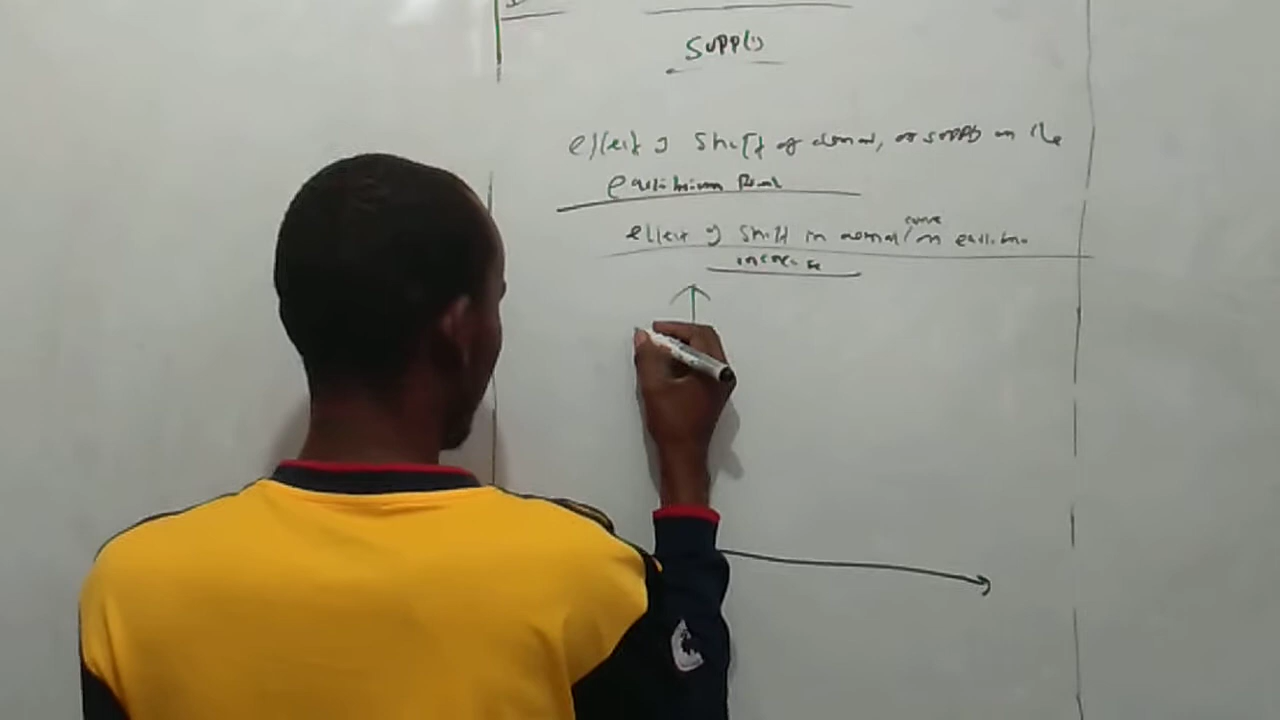 Supply
effect of shift of demand, or supply on the
equilibrium Point
effect of shift in demand curve on equilibrium
increase